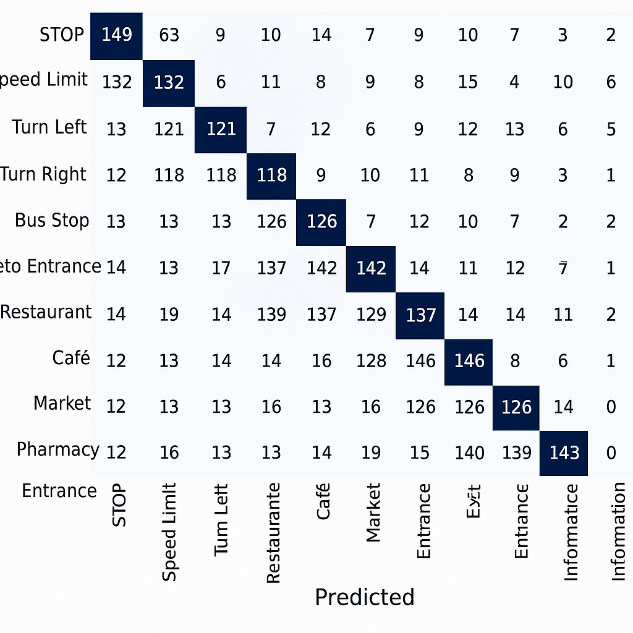 STOP 149 63 9 10 14 7 9 10 7 3 2
peed Limit 132 132 6 11 8 9 8 15 4 10 6
Turn Left 13 121 121 7 12 6 9 12 13 6 5
Turn Right 12 118 118 118 9 10 11 8 9 3 1
Bus Stop 13 13 13 126 126 7 12 10 7 2 2
eto Entrance 14 13 17 137 142 142 14 11 12 7 1
Restaurant 14 19 14 139 137 129 137 14 14 11 2
Café 12 13 14 14 16 128 146 146 8 6 1
Market 12 13 13 16 13 16 126 126 126 14 0
Pharmacy 12 16 13 13 14 19 15 140 139 143 0
Entrance
STOP
Speed Limlt
Tum Left
Restaurante
Café
Market
Entrance
Entrance
Informatice
Information
Predicted